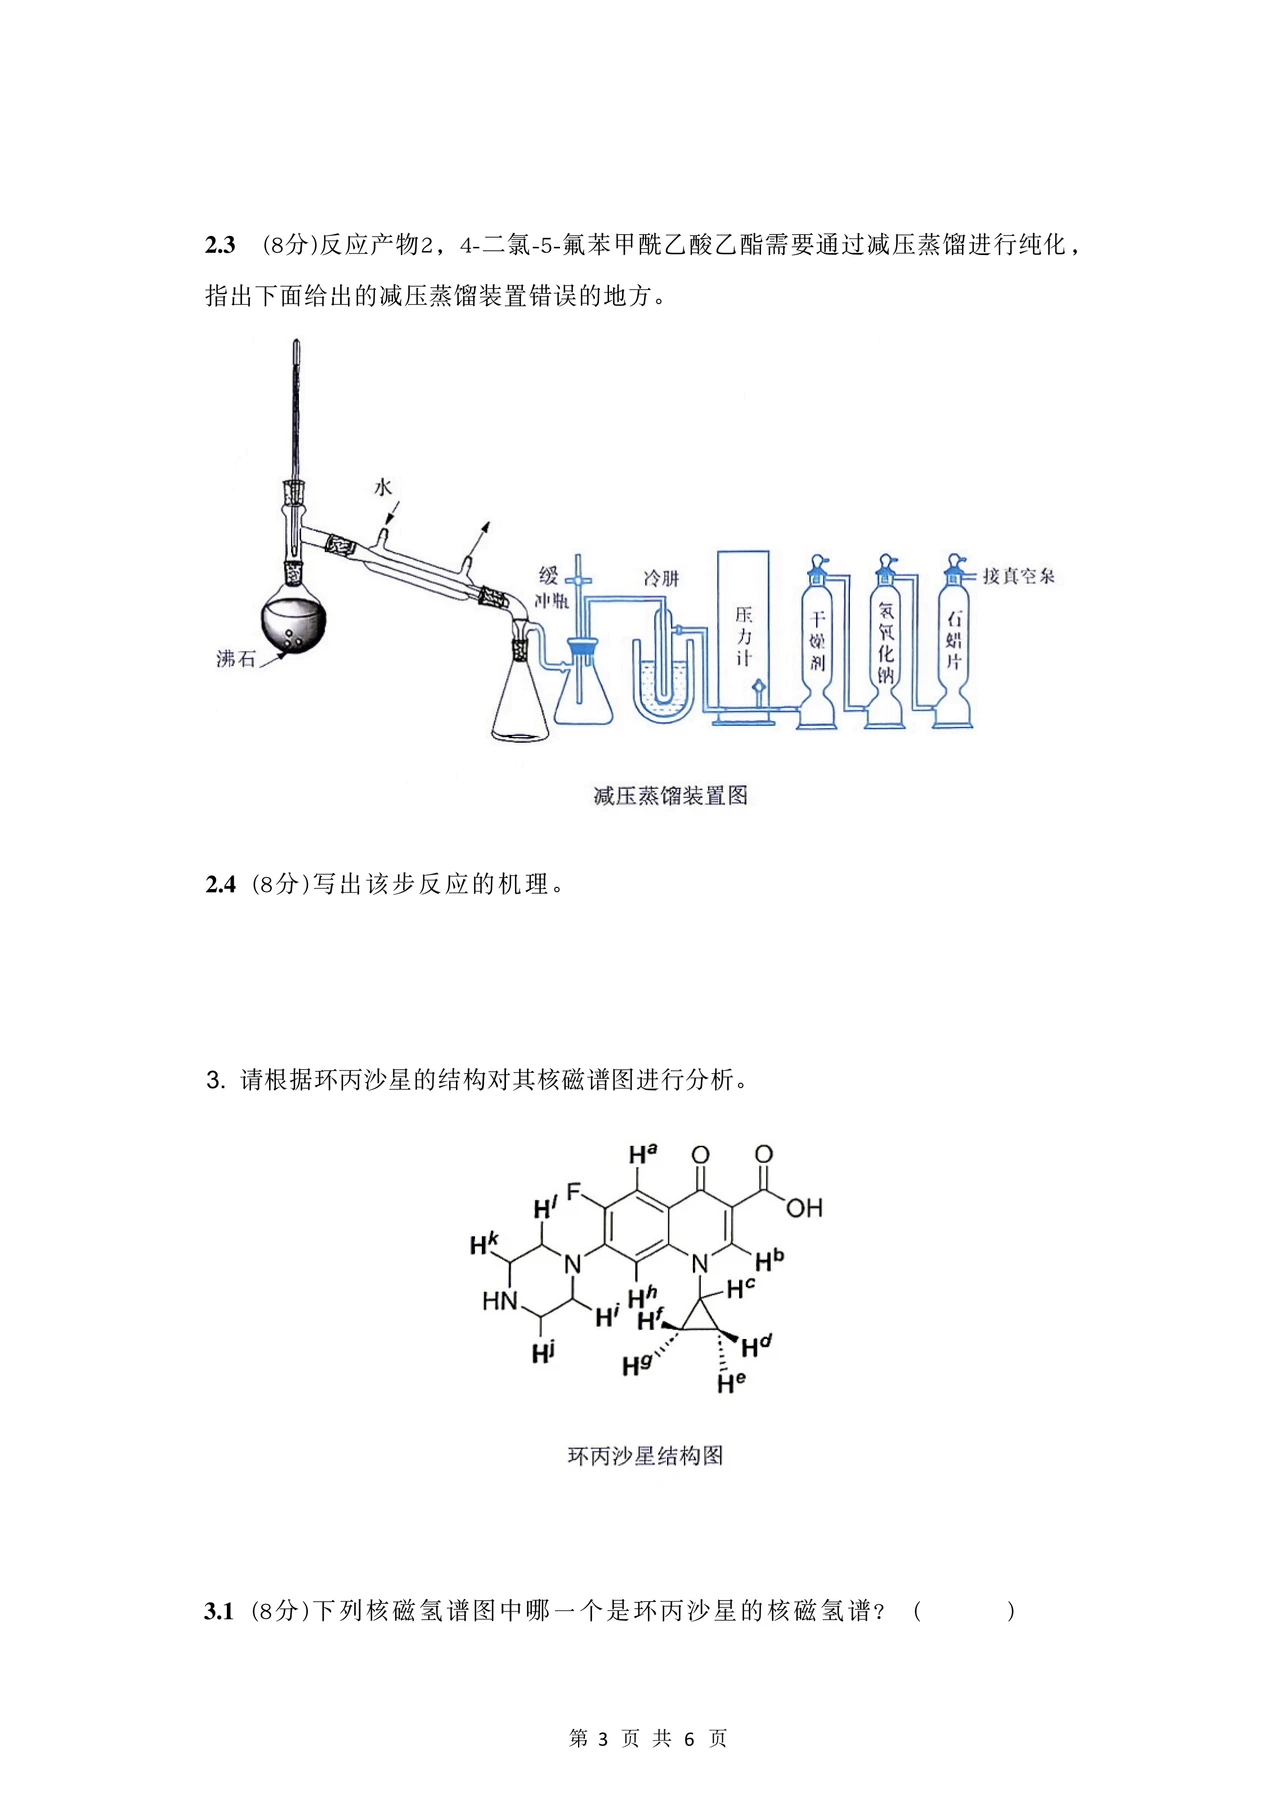 2.3 (8分)反应产物2，4-二氯-5-氟苯甲酰乙酸乙酯需要通过减压蒸馏进行纯化，
指出下面给出的减压蒸馏装置错误的地方。
水
沸石
缓
冲瓶
冷阱
压
力
计
干
燥
剂
氢
氧
化
钠
石
蜡
片
接真空泵
减压蒸馏装置图
2.4 (8分)写出该步反应的机理。
3. 请根据环丙沙星的结构对其核磁谱图进行分析。
Hᵃ O O
F OH
Hˡ
Hᵏ
N N Hᵇ
HN Hⁱ Hʰ Hᶜ
Hᶠ
Hʲ Hᵍ Hᵈ
Hᵉ
环丙沙星结构图
3.1 (8分)下列核磁氢谱图中哪一个是环丙沙星的核磁氢谱？ ( )
第 3 页 共 6 页